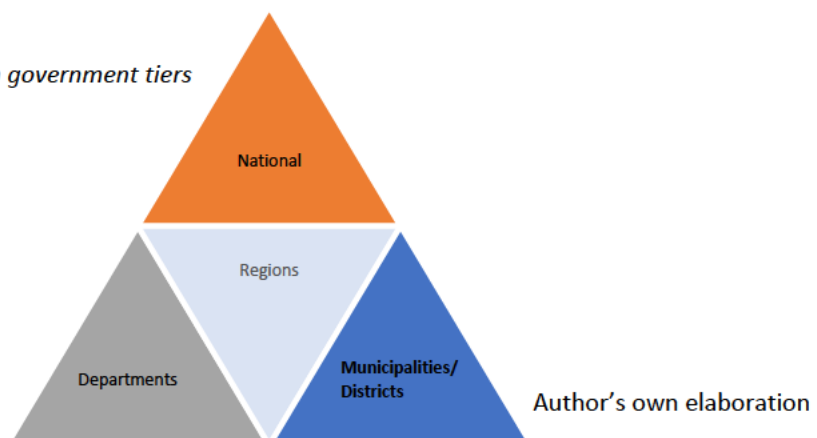 government tiers
National
Regions
Departments
Municipalities/
Districts
Author's own elaboration